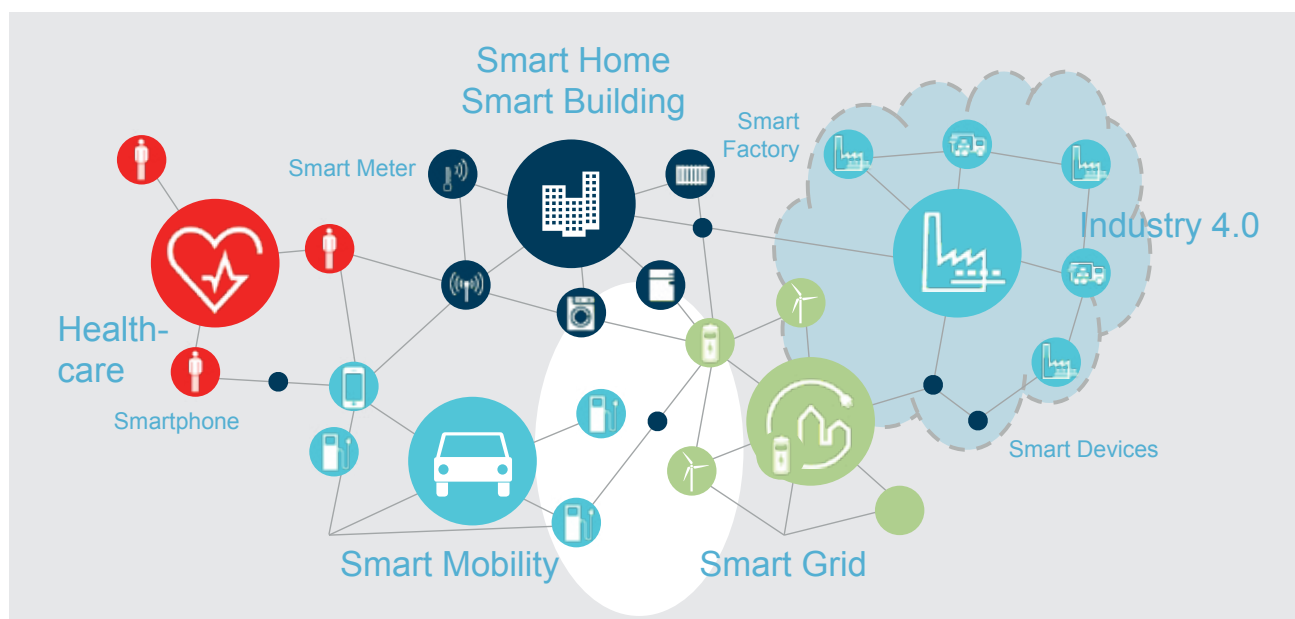 Smart Home
Smart Building
Smart
Factory
Smart Meter
Industry 4.0
Health-
care
Smartphone
Smart Devices
Smart Mobility
Smart Grid